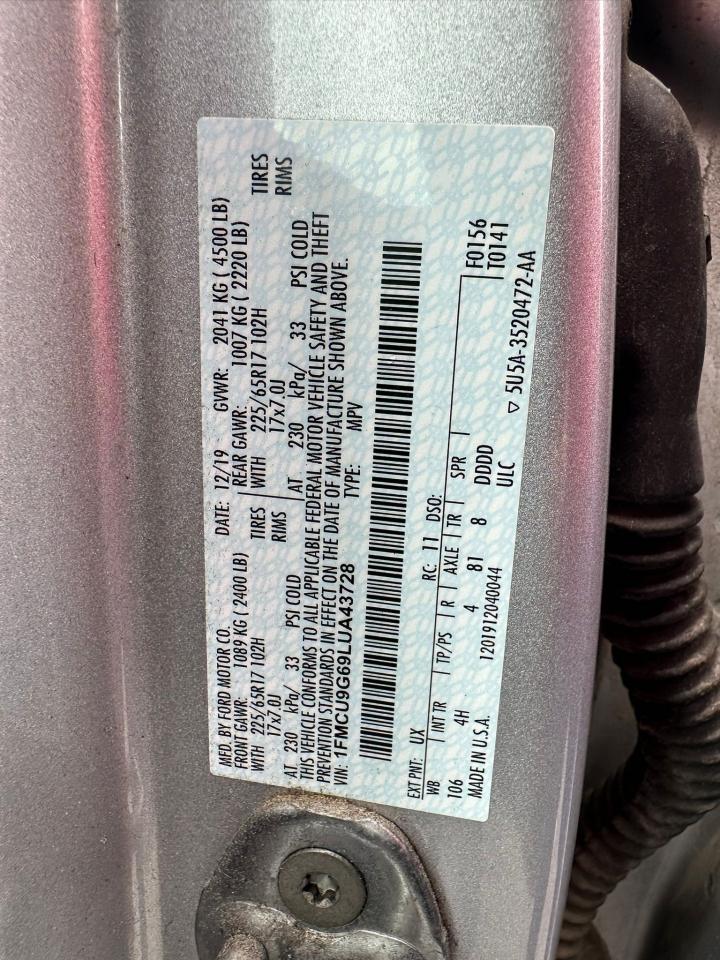 MFD. BY FORD MOTOR CO. DATE: 12/19 GVWR: 2041 KG ( 4500 LB)
FRONT GAWR: 1089 KG ( 2400 LB) REAR GAWR: 1007 KG ( 2220 LB)
WITH 225/65R17 102H TIRES WITH 225/65R17 102H TIRES
17x7.0J RIMS 17x7.0J RIMS
AT 230 kPa/ 33 PSI COLD AT 230 kPa/ 33 PSI COLD
THIS VEHICLE CONFORMS TO ALL APPLICABLE FEDERAL MOTOR VEHICLE SAFETY AND THEFT
PREVENTION STANDARDS IN EFFECT ON THE DATE OF MANUFACTURE SHOWN ABOVE.
VIN: 1FMCU9G69LUA43728 TYPE: MPV
EXT PNT: UX RC: 11 DSO:
WB INT TR TP/PS R AXLE TR SPR F0156
106 4H 4 81 8 DDDD T0141
MADE IN U.S.A. 1201912040044 ULC
▽ 5U5A-3520472-AA